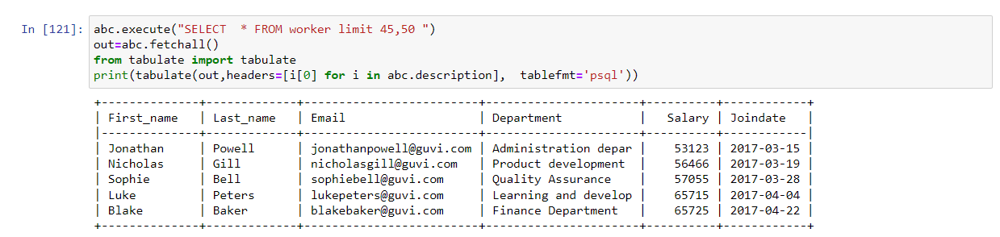 In [121]: abc.execute("SELECT  * FROM worker limit 45,50 ")
out=abc.fetchall()
from tabulate import tabulate
print(tabulate(out,headers=[i[0] for i in abc.description],  tablefmt='psql'))
+--------------+-------------+--------------------------+----------------------+----------+------------+
| First_name   | Last_name   | Email                    | Department           |   Salary | Joindate   |
|--------------+-------------+--------------------------+----------------------+----------+------------|
| Jonathan     | Powell      | jonathanpowell@guvi.com | Administration depar |    53123 | 2017-03-15 |
| Nicholas     | Gill        | nicholasgill@guvi.com   | Product development  |    56466 | 2017-03-19 |
| Sophie       | Bell        | sophiebell@guvi.com     | Quality Assurance    |    57055 | 2017-03-28 |
| Luke         | Peters      | lukepeters@guvi.com     | Learning and develop |    65715 | 2017-04-04 |
| Blake        | Baker       | blakebaker@guvi.com     | Finance Department   |    65725 | 2017-04-22 |
+--------------+-------------+--------------------------+----------------------+----------+------------+